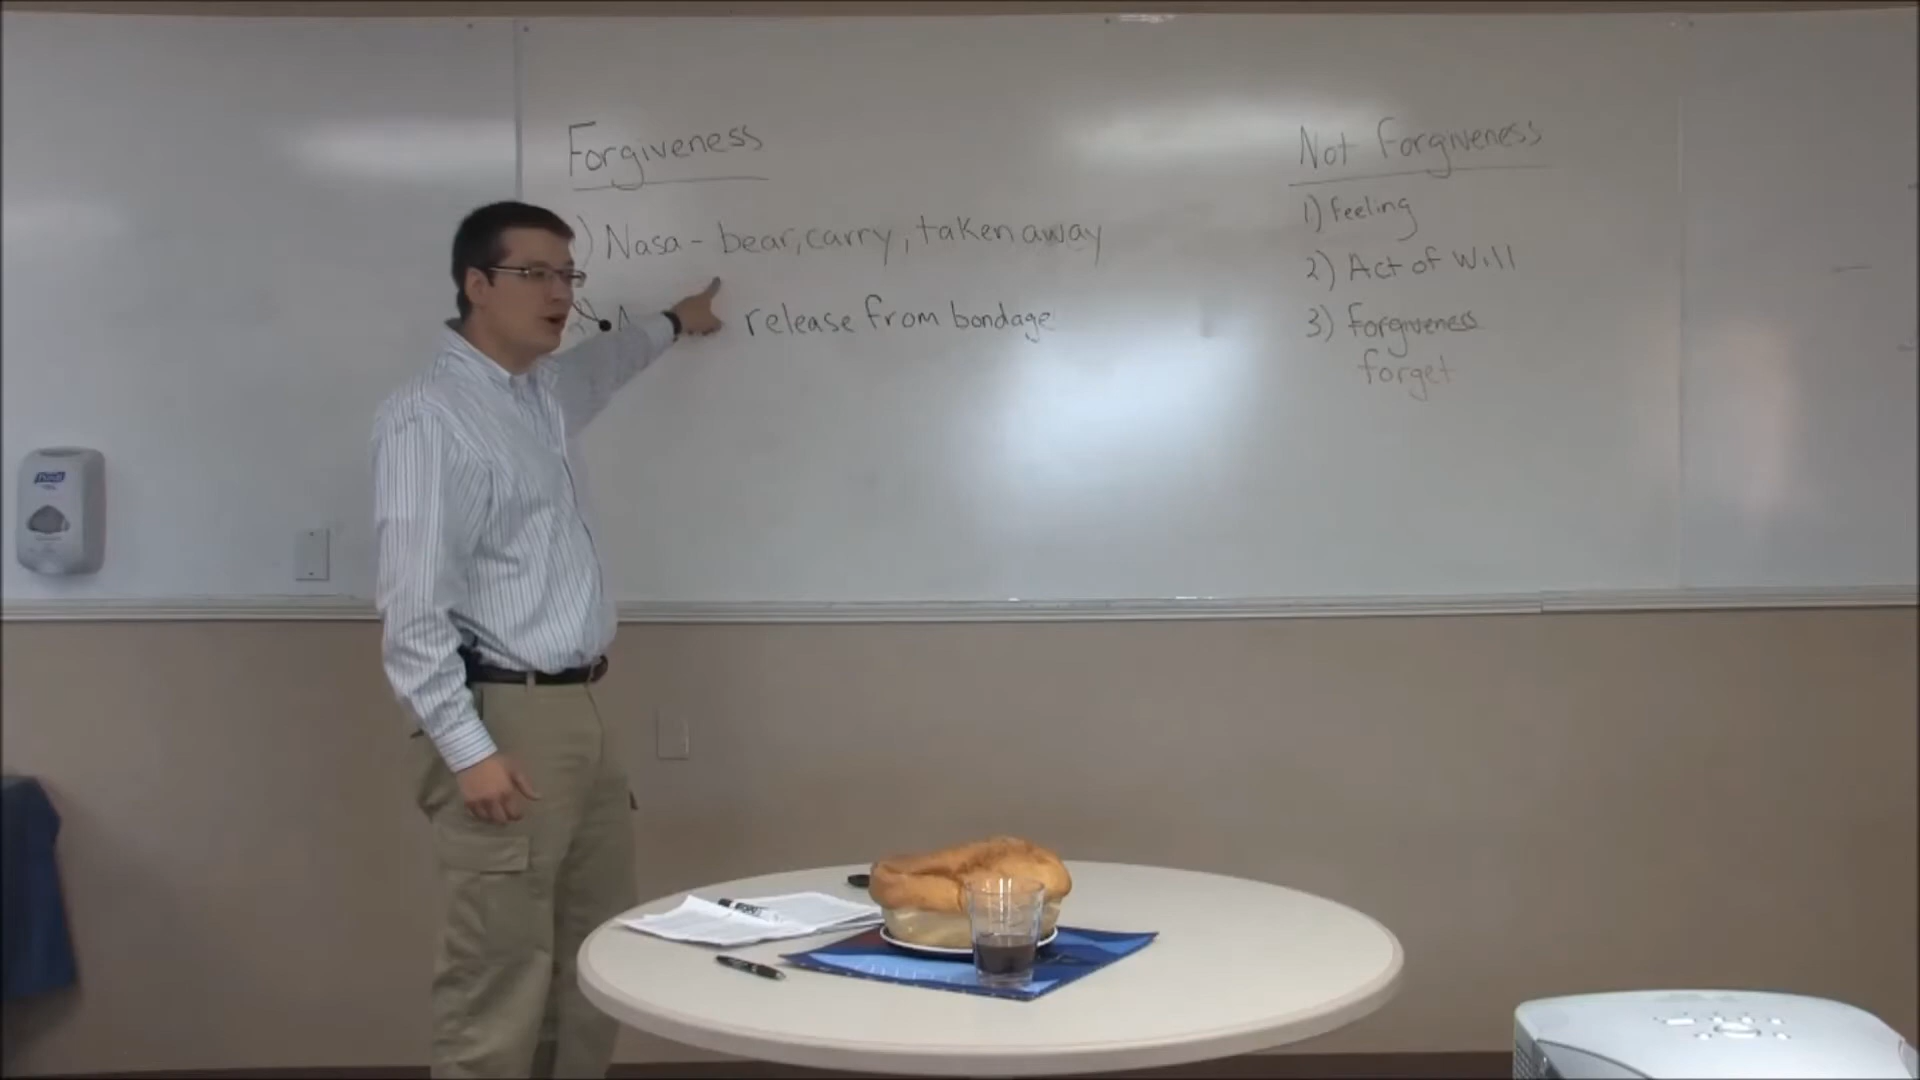 Forgiveness
) Nasa - bear, carry, taken away
release from bondage
Not Forgiveness
1) Feeling
2) Act of Will
3) Forgiveness
forget